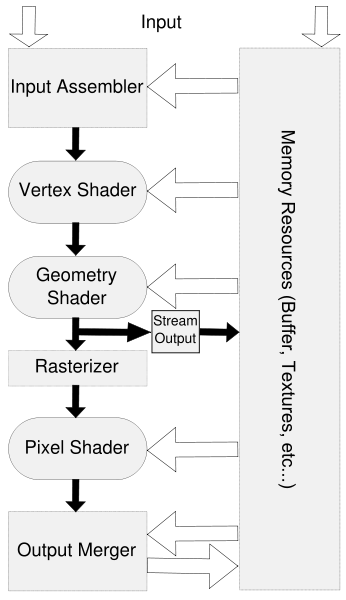 Input
Input Assembler
Vertex Shader
Geometry
Shader
Stream
Output
Rasterizer
Pixel Shader
Output Merger
Memory Resources (Buffer, Textures, etc...)